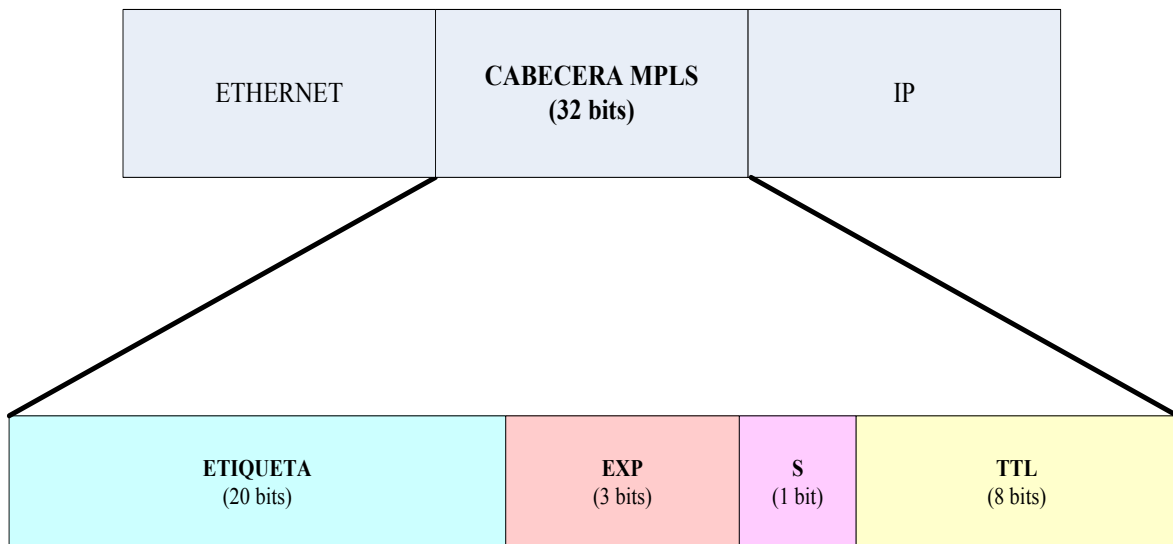 ETHERNET
CABECERA MPLS
(32 bits)
IP
ETIQUETA
(20 bits)
EXP
(3 bits)
S
(1 bit)
TTL
(8 bits)